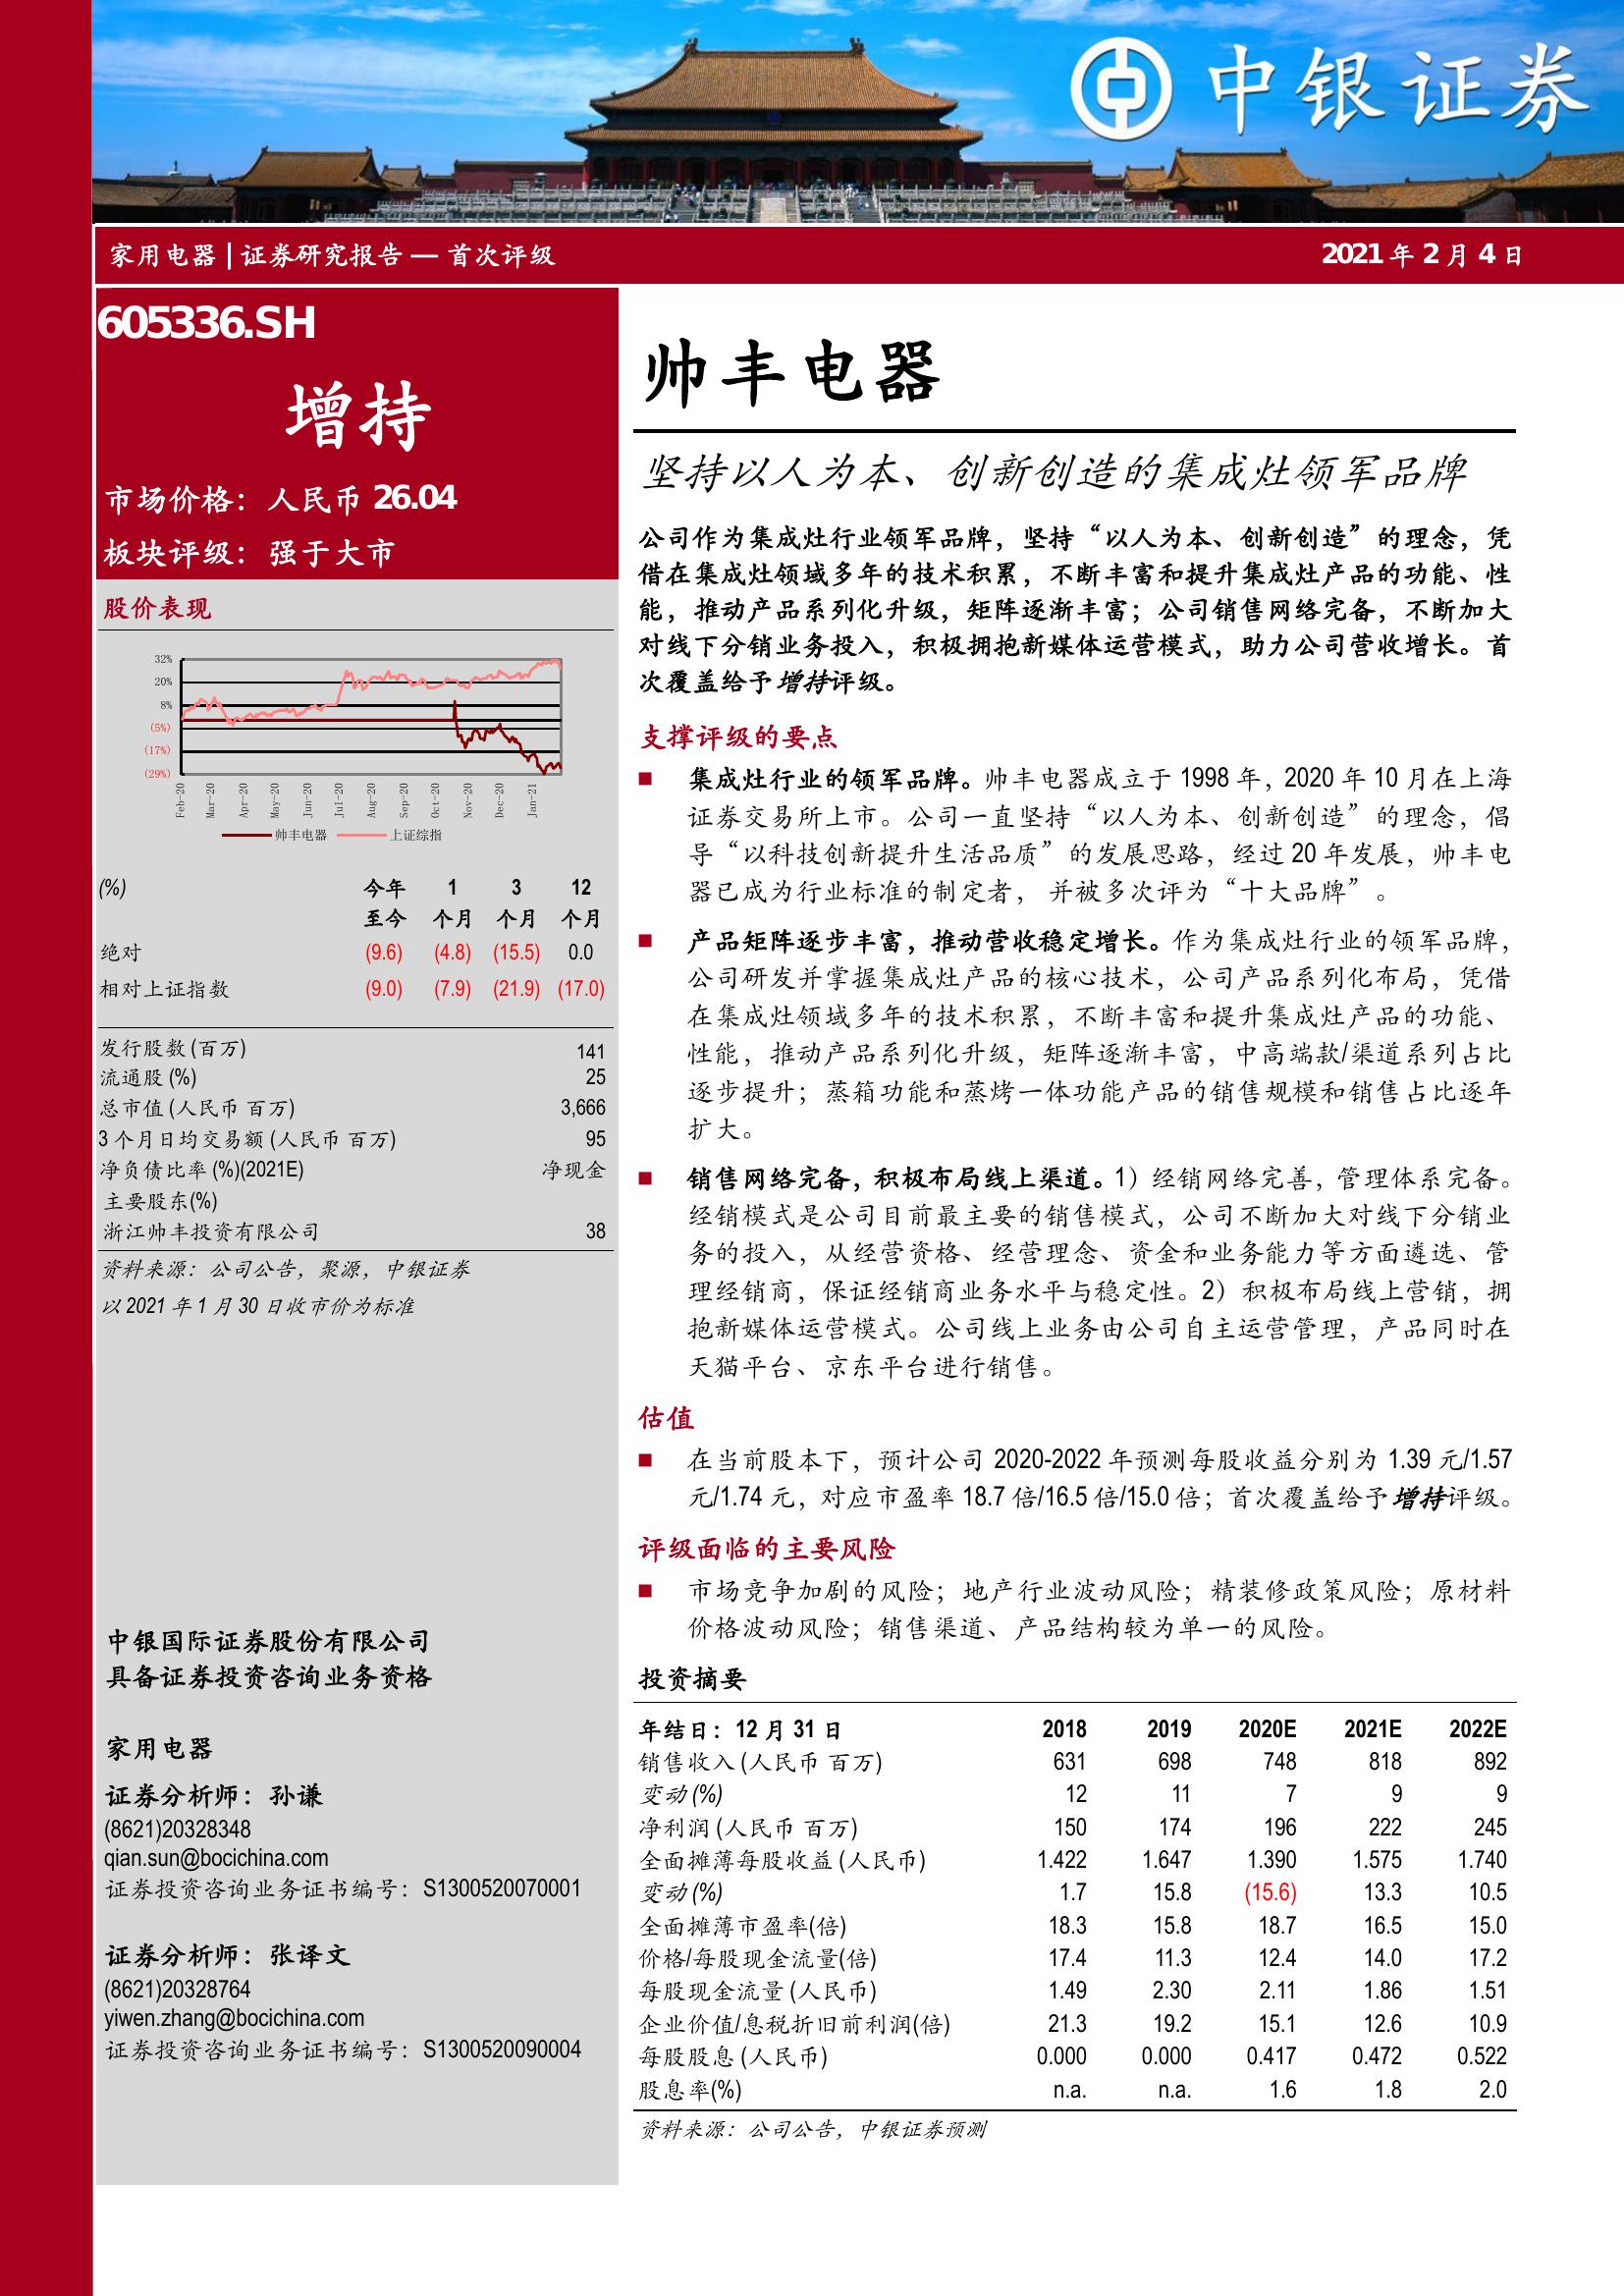 中银证券
家用电器 | 证券研究报告 — 首次评级
2021 年 2 月 4 日
605336.SH
增持
市场价格：人民币 26.04
板块评级：强于大市
股价表现
32%
20%
8%
(5%)
(17%)
(29%)
Feb-20 Mar-20 Apr-20 May-20 Jun-20 Jul-20 Aug-20 Sep-20 Oct-20 Nov-20 Dec-20 Jan-21
帅丰电器 上证综指
(%) 今年 1 3 12
至今 个月 个月 个月
绝对 (9.6) (4.8) (15.5) 0.0
相对上证指数 (9.0) (7.9) (21.9) (17.0)
发行股数 (百万) 141
流通股 (%) 25
总市值 (人民币 百万) 3,666
3 个月日均交易额 (人民币 百万) 95
净负债比率 (%)(2021E) 净现金
主要股东(%)
浙江帅丰投资有限公司 38
资料来源：公司公告，聚源，中银证券
以 2021 年 1 月 30 日收市价为标准
中银国际证券股份有限公司
具备证券投资咨询业务资格
家用电器
证券分析师：孙谦
(8621)20328348
qian.sun@bocichina.com
证券投资咨询业务证书编号：S1300520070001
证券分析师：张译文
(8621)20328764
yiwen.zhang@bocichina.com
证券投资咨询业务证书编号：S1300520090004
帅丰电器
坚持以人为本、创新创造的集成灶领军品牌
公司作为集成灶行业领军品牌，坚持“以人为本、创新创造”的理念，凭
借在集成灶领域多年的技术积累，不断丰富和提升集成灶产品的功能、性
能，推动产品系列化升级，矩阵逐渐丰富；公司销售网络完备，不断加大
对线下分销业务投入，积极拥抱新媒体运营模式，助力公司营收增长。首
次覆盖给予增持评级。
支撑评级的要点
■ 集成灶行业的领军品牌。帅丰电器成立于 1998 年，2020 年 10 月在上海
证券交易所上市。公司一直坚持“以人为本、创新创造”的理念，倡
导“以科技创新提升生活品质”的发展思路，经过 20 年发展，帅丰电
器已成为行业标准的制定者， 并被多次评为“十大品牌”。
■ 产品矩阵逐步丰富，推动营收稳定增长。作为集成灶行业的领军品牌，
公司研发并掌握集成灶产品的核心技术，公司产品系列化布局，凭借
在集成灶领域多年的技术积累，不断丰富和提升集成灶产品的功能、
性能，推动产品系列化升级，矩阵逐渐丰富，中高端款/渠道系列占比
逐步提升；蒸箱功能和蒸烤一体功能产品的销售规模和销售占比逐年
扩大。
■ 销售网络完备，积极布局线上渠道。1）经销网络完善，管理体系完备。
经销模式是公司目前最主要的销售模式，公司不断加大对线下分销业
务的投入，从经营资格、经营理念、资金和业务能力等方面遴选、管
理经销商，保证经销商业务水平与稳定性。2）积极布局线上营销，拥
抱新媒体运营模式。公司线上业务由公司自主运营管理，产品同时在
天猫平台、京东平台进行销售。
估值
■ 在当前股本下，预计公司 2020-2022 年预测每股收益分别为 1.39 元/1.57
元/1.74 元，对应市盈率 18.7 倍/16.5 倍/15.0 倍；首次覆盖给予增持评级。
评级面临的主要风险
■ 市场竞争加剧的风险；地产行业波动风险；精装修政策风险；原材料
价格波动风险；销售渠道、产品结构较为单一的风险。
投资摘要
年结日：12 月 31 日 2018 2019 2020E 2021E 2022E
销售收入 (人民币 百万) 631 698 748 818 892
变动 (%) 12 11 7 9 9
净利润 (人民币 百万) 150 174 196 222 245
全面摊薄每股收益 (人民币) 1.422 1.647 1.390 1.575 1.740
变动 (%) 1.7 15.8 (15.6) 13.3 10.5
全面摊薄市盈率(倍) 18.3 15.8 18.7 16.5 15.0
价格/每股现金流量(倍) 17.4 11.3 12.4 14.0 17.2
每股现金流量 (人民币) 1.49 2.30 2.11 1.86 1.51
企业价值/息税折旧前利润(倍) 21.3 19.2 15.1 12.6 10.9
每股股息 (人民币) 0.000 0.000 0.417 0.472 0.522
股息率(%) n.a. n.a. 1.6 1.8 2.0
资料来源：公司公告，中银证券预测